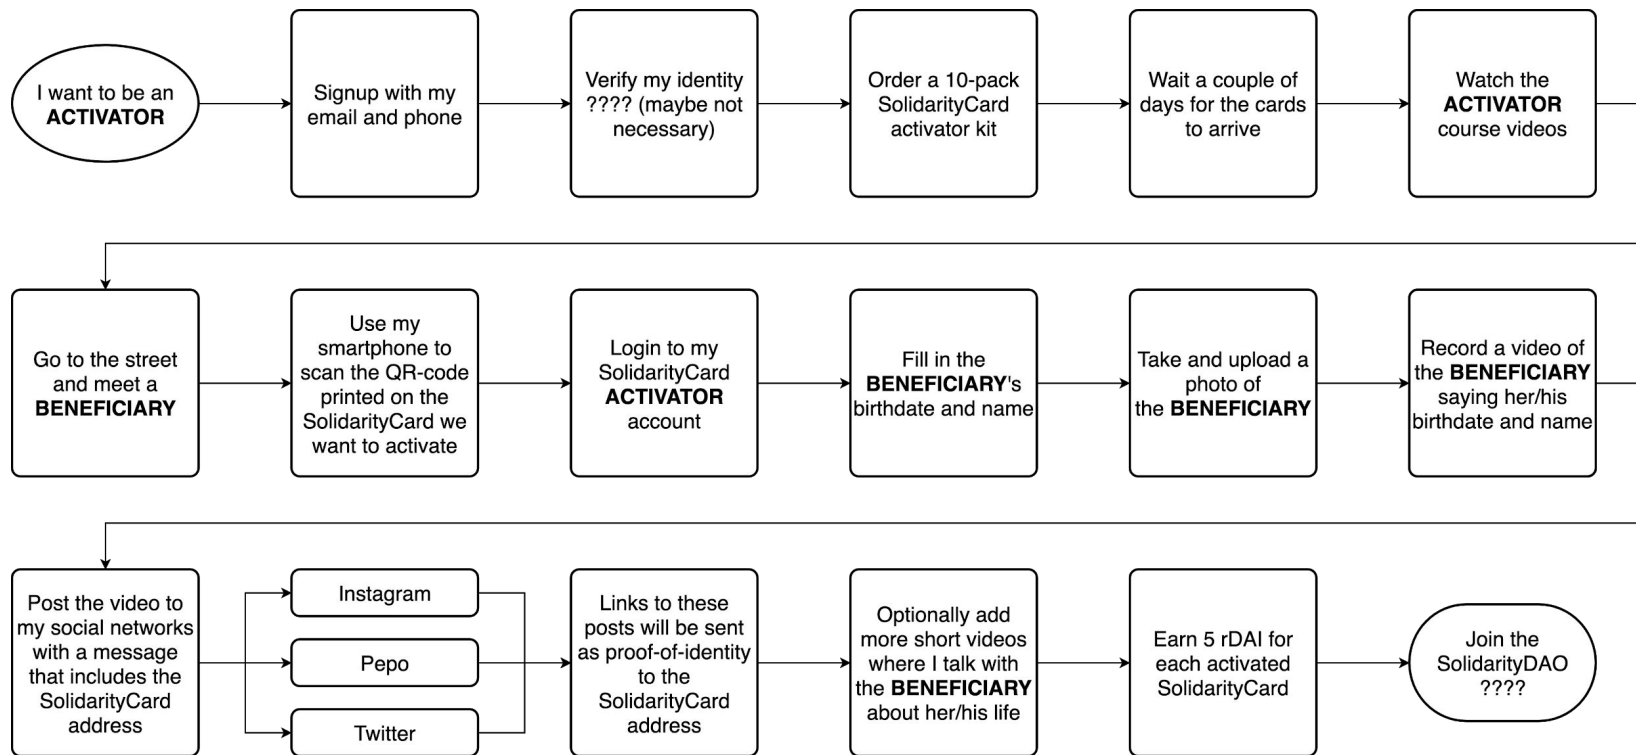 I want to be an
ACTIVATOR
Signup with my
email and phone
Verify my identity
???? (maybe not
necessary)
Order a 10-pack
SolidarityCard
activator kit
Wait a couple of
days for the cards
to arrive
Watch the
ACTIVATOR
course videos
Go to the street
and meet a
BENEFICIARY
Use my
smartphone to
scan the QR-code
printed on the
SolidarityCard we
want to activate
Login to my
SolidarityCard
ACTIVATOR
account
Fill in the
BENEFICIARY's
birthdate and name
Take and upload a
photo of
the BENEFICIARY
Record a video of
the BENEFICIARY
saying her/his
birthdate and name
Post the video to
my social networks
with a message
that includes the
SolidarityCard
address
Instagram
Pepo
Twitter
Links to these
posts will be sent
as proof-of-identity
to the
SolidarityCard
address
Optionally add
more short videos
where I talk with
the BENEFICIARY
about her/his life
Earn 5 rDAI for
each activated
SolidarityCard
Join the
SolidarityDAO
????